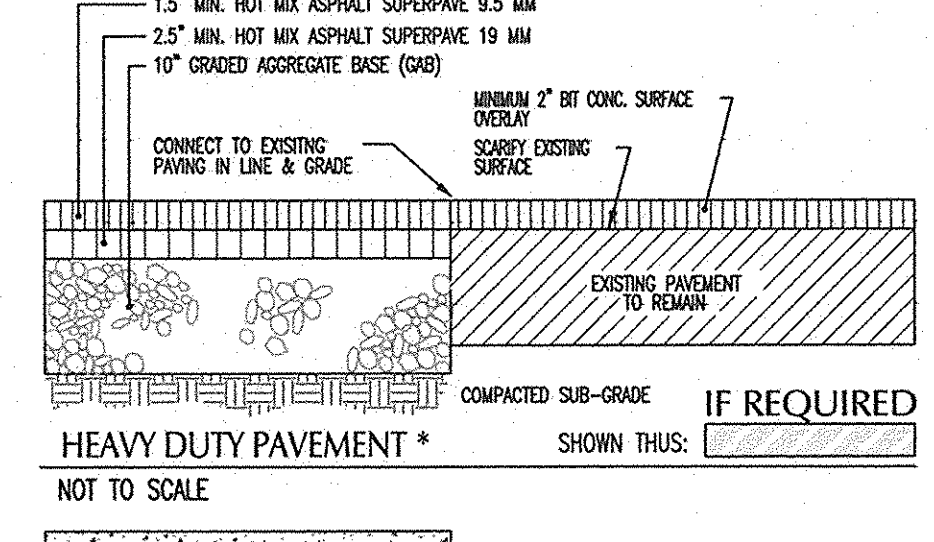 1.5" MIN. HOT MIX ASPHALT SUPERPAVE 9.5 MM
2.5" MIN. HOT MIX ASPHALT SUPERPAVE 19 MM
10" GRADED AGGREGATE BASE (GAB)
MINIMUM 2" BIT CONC. SURFACE
OVERLAY
CONNECT TO EXISITNG
PAVING IN LINE & GRADE
SCARIFY EXISTING
SURFACE
EXISTING PAVEMENT
TO REMAIN
COMPACTED SUB-GRADE
IF REQUIRED
HEAVY DUTY PAVEMENT *
SHOWN THUS:
NOT TO SCALE